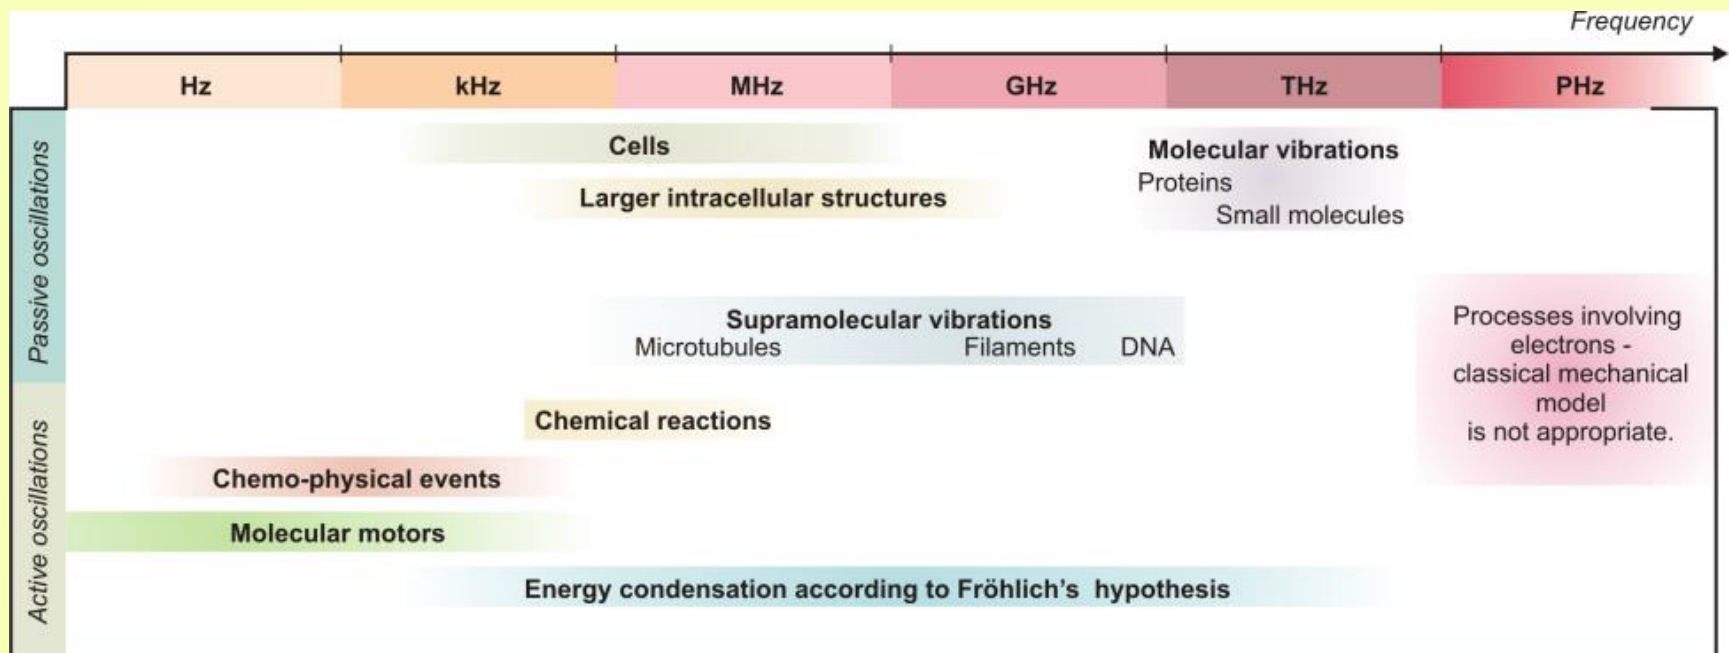 Frequency
Hz kHz MHz GHz THz PHz
Passive oscillations
Cells
Larger intracellular structures
Molecular vibrations
Proteins
Small molecules
Supramolecular vibrations
Microtubules Filaments DNA
Processes involving
electrons -
classical mechanical
model
is not appropriate.
Active oscillations
Chemical reactions
Chemo-physical events
Molecular motors
Energy condensation according to Fröhlich's hypothesis